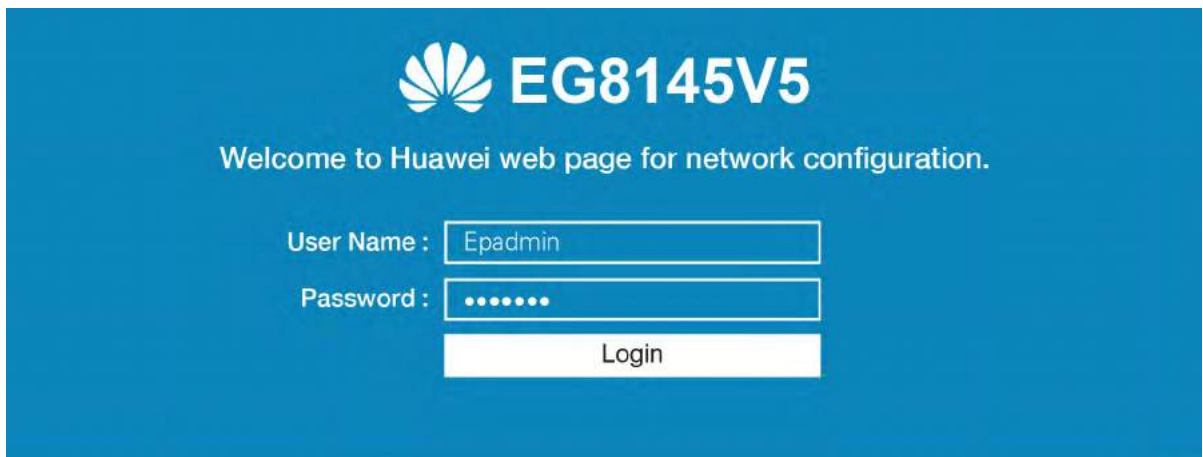 EG8145V5
Welcome to Huawei web page for network configuration.
User Name : Epadmin
Password : •••••••
Login